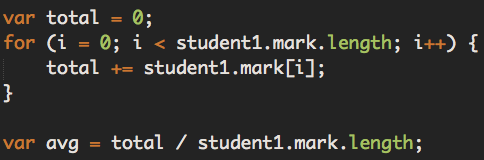 var total = 0;
for (i = 0; i < student1.mark.length; i++) {
    total += student1.mark[i];
}

var avg = total / student1.mark.length;